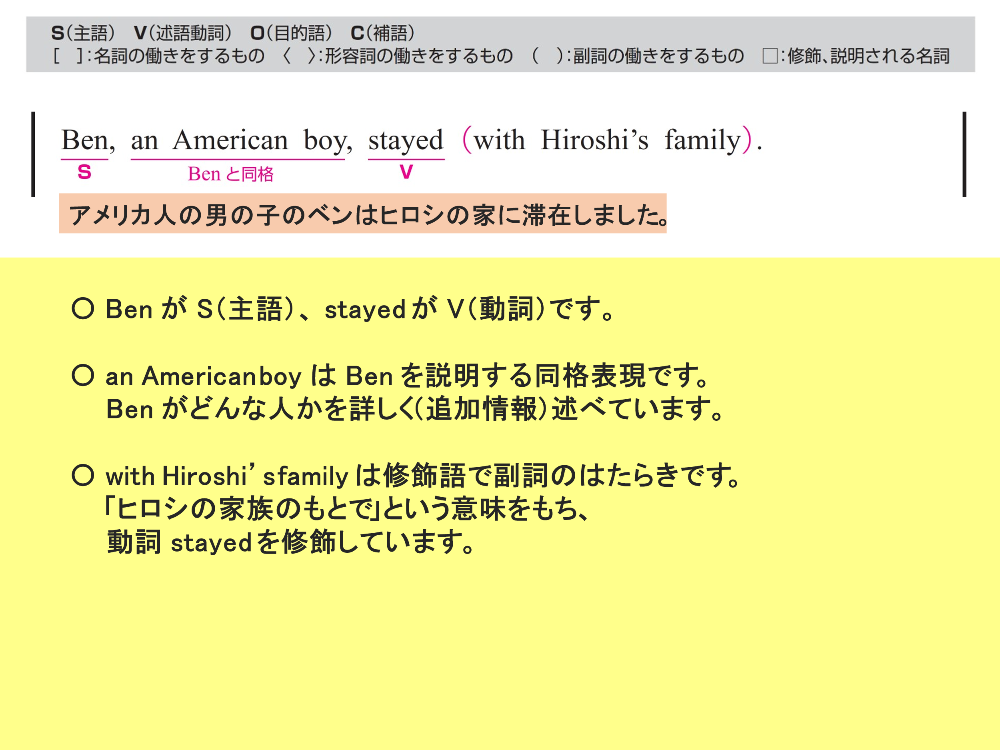 S(主語) V(述語動詞) O(目的語) C(補語)
[ ]:名詞の働きをするもの 〈 〉:形容詞の働きをするもの ( ):副詞の働きをするもの □:修飾、説明される名詞
Ben, an American boy, stayed (with Hiroshi's family).
S Ben と同格 V
アメリカ人の男の子のベンはヒロシの家に滞在しました。
○ Ben が S(主語)、stayed が V(動詞)です。
○ an American boy は Ben を説明する同格表現です。
Ben がどんな人かを詳しく(追加情報)述べています。
○ with Hiroshi's family は修飾語で副詞のはたらきです。
「ヒロシの家族のもとで」という意味をもち、
動詞 stayed を修飾しています。